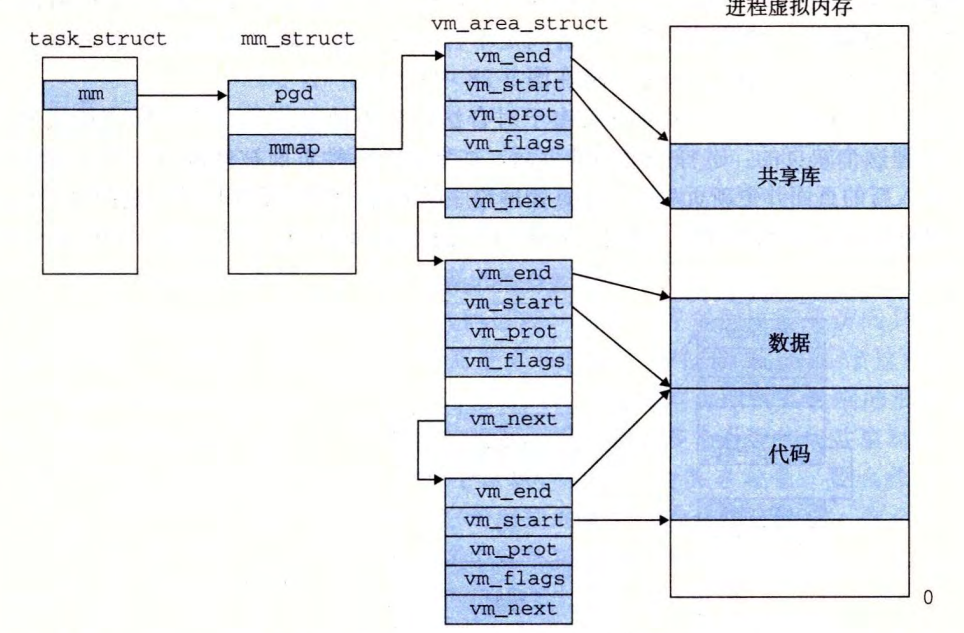 进程虚拟内存
vm_area_struct
task_struct
mm_struct
mm
pgd
mmap
vm_end
vm_start
vm_prot
vm_flags
vm_next
共享库
vm_end
vm_start
vm_prot
vm_flags
vm_next
数据
代码
vm_end
vm_start
vm_prot
vm_flags
vm_next
0